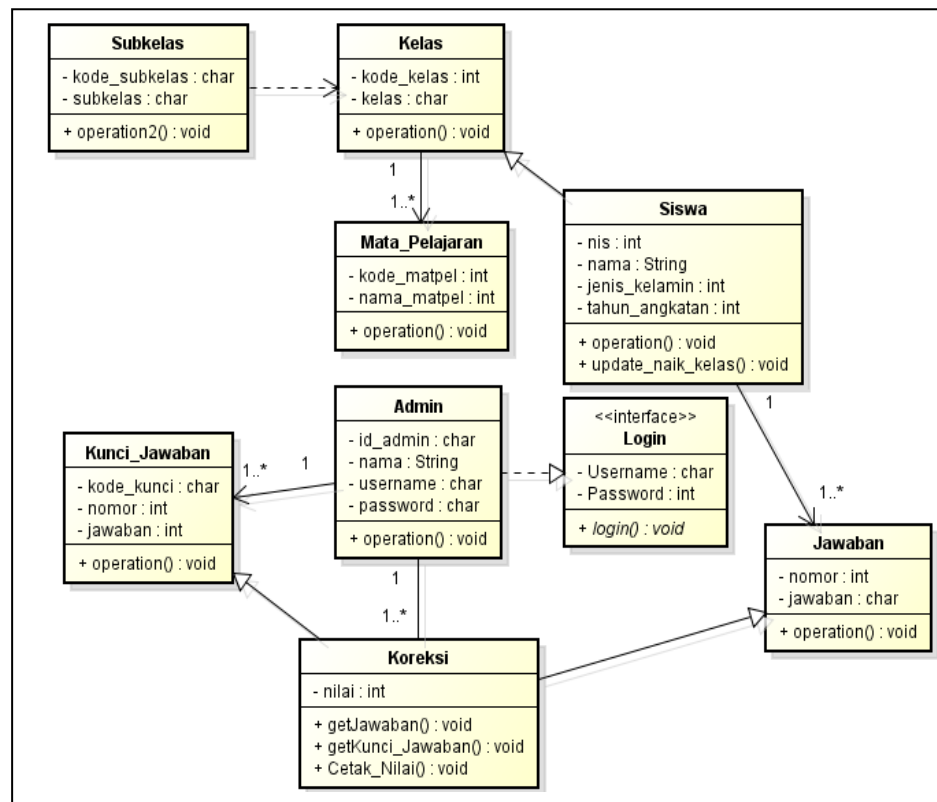 Subkelas
- kode_subkelas : char
- subkelas : char
+ operation2() : void
Kelas
- kode_kelas : int
- kelas : char
+ operation() : void
1
1..*
Mata_Pelajaran
- kode_matpel : int
- nama_matpel : int
+ operation() : void
Siswa
- nis : int
- nama : String
- jenis_kelamin : int
- tahun_angkatan : int
+ operation() : void
+ update_naik_kelas() : void
1
1..*
Admin
- id_admin : char
- nama : String
- username : char
- password : char
+ operation() : void
<<interface>>
Login
- Username : char
- Password : int
+ login() : void
Kunci_Jawaban
- kode_kunci : char
- nomor : int
- jawaban : int
+ operation() : void
1..*
1
1
1..*
Jawaban
- nomor : int
- jawaban : char
+ operation() : void
Koreksi
- nilai : int
+ getJawaban() : void
+ getKunci_Jawaban() : void
+ Cetak_Nilai() : void